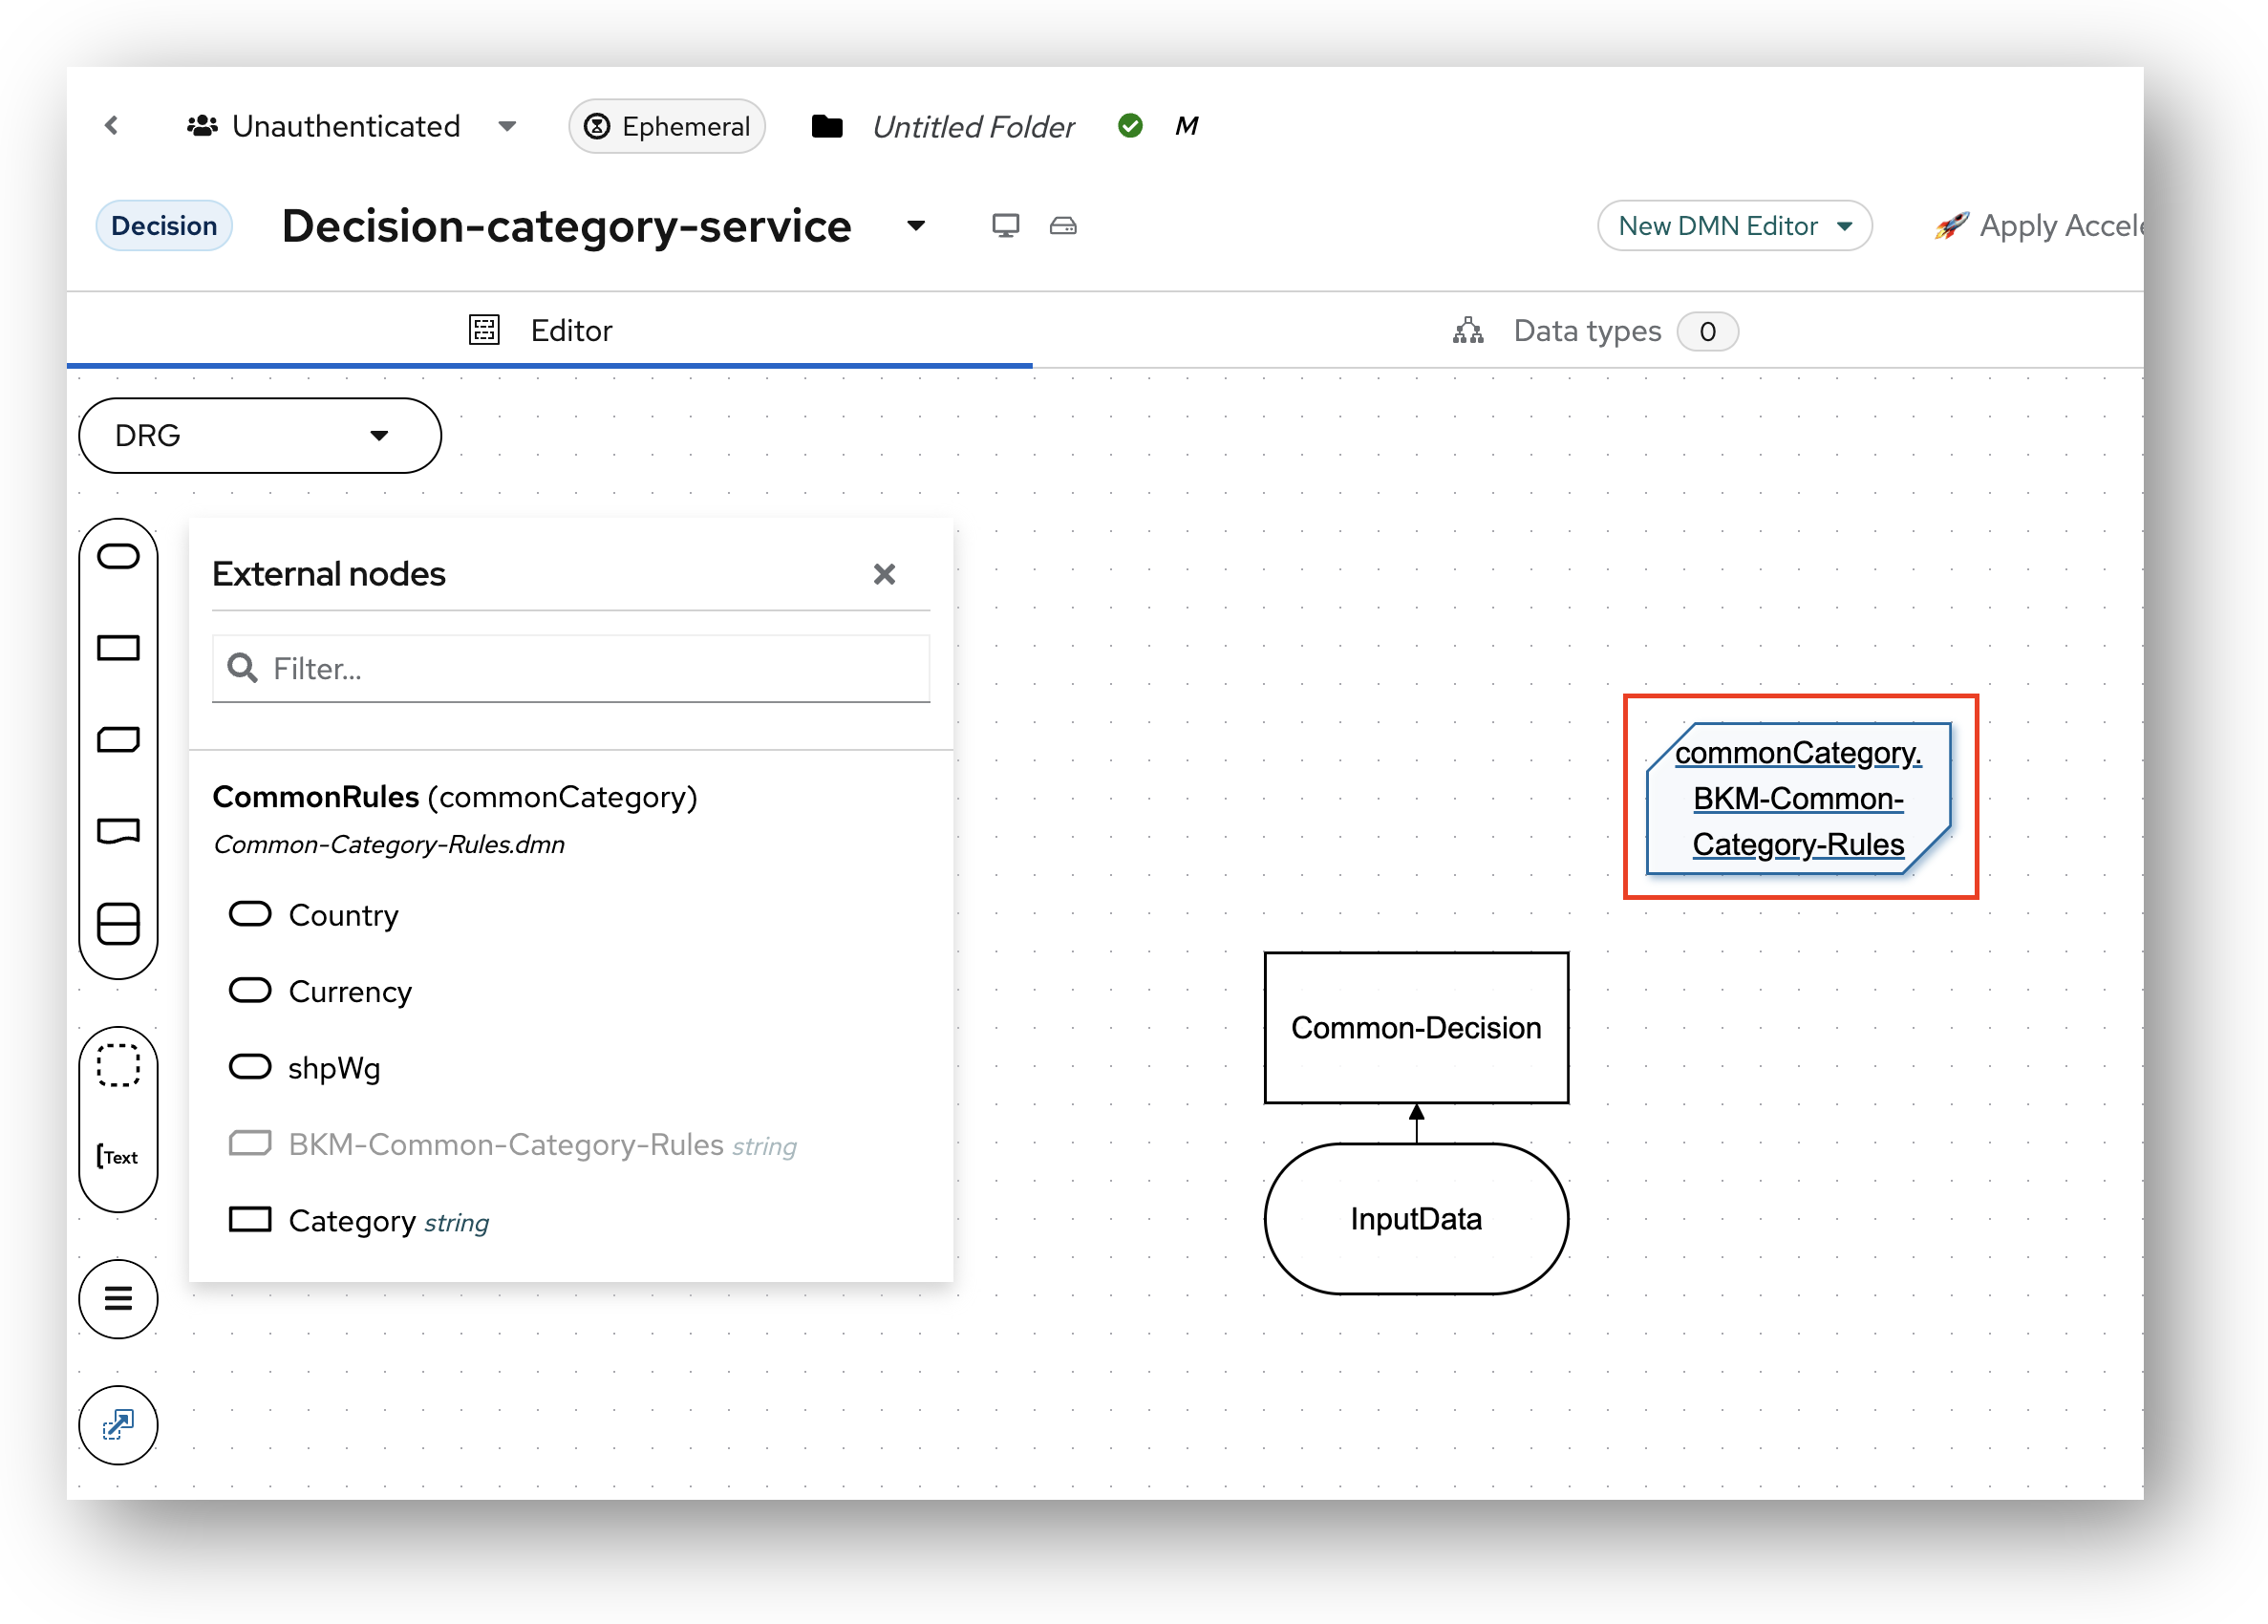 Unauthenticated Ephemeral Untitled Folder M
Decision Decision-category-service New DMN Editor Apply Accele
Editor Data types 0
DRG
External nodes
Filter...
CommonRules (commonCategory)
Common-Category-Rules.dmn
Country
Currency
shpWg
BKM-Common-Category-Rules string
Category string
Text
commonCategory.
BKM-Common-
Category-Rules
Common-Decision
InputData